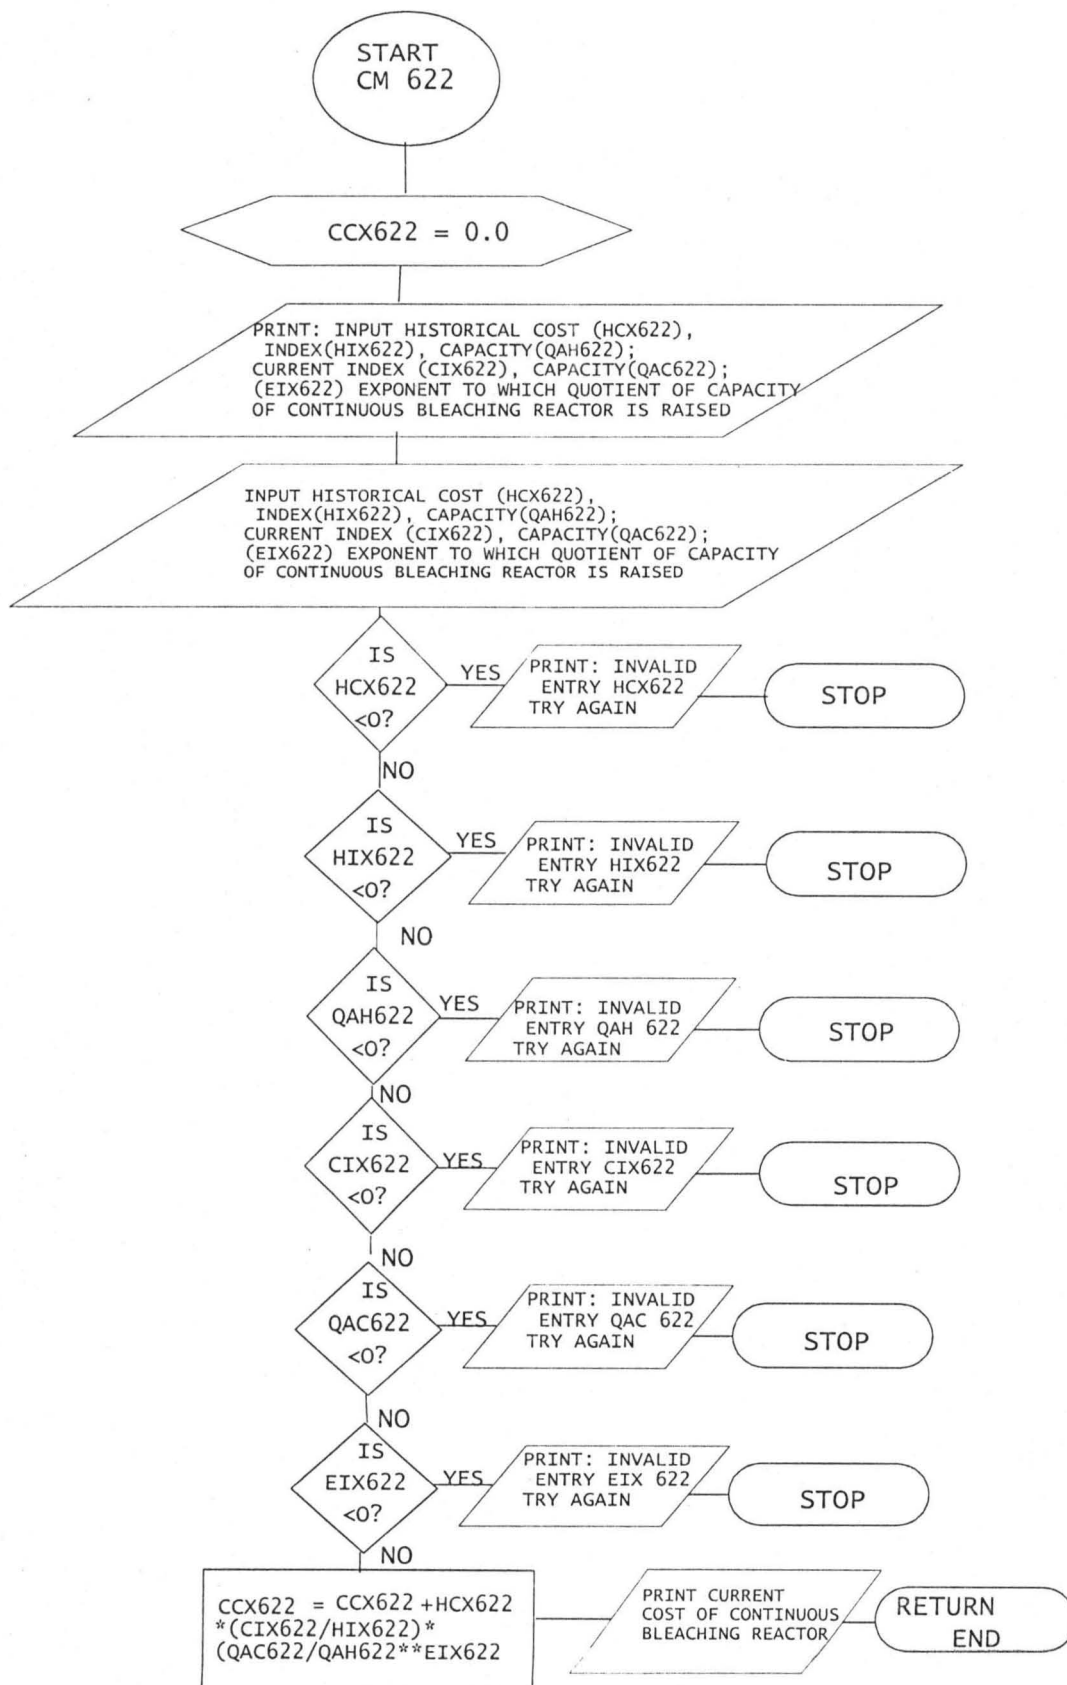 START
CM 622
CCX622 = 0.0
PRINT: INPUT HISTORICAL COST (HCX622),
INDEX(HIX622), CAPACITY(QAH622);
CURRENT INDEX (CIX622), CAPACITY(QAC622);
(EIX622) EXPONENT TO WHICH QUOTIENT OF CAPACITY
OF CONTINUOUS BLEACHING REACTOR IS RAISED
INPUT HISTORICAL COST (HCX622),
INDEX(HIX622), CAPACITY(QAH622);
CURRENT INDEX (CIX622), CAPACITY(QAC622);
(EIX622) EXPONENT TO WHICH QUOTIENT OF CAPACITY
OF CONTINUOUS BLEACHING REACTOR IS RAISED
IS
HCX622
<0?
YES
PRINT: INVALID
ENTRY HCX622
TRY AGAIN
STOP
NO
IS
HIX622
<0?
YES
PRINT: INVALID
ENTRY HIX622
TRY AGAIN
STOP
NO
IS
QAH622
<0?
YES
PRINT: INVALID
ENTRY QAH 622
TRY AGAIN
STOP
NO
IS
CIX622
<0?
YES
PRINT: INVALID
ENTRY CIX622
TRY AGAIN
STOP
NO
IS
QAC622
<0?
YES
PRINT: INVALID
ENTRY QAC 622
TRY AGAIN
STOP
NO
IS
EIX622
<0?
YES
PRINT: INVALID
ENTRY EIX 622
TRY AGAIN
STOP
NO
CCX622 = CCX622 +HCX622
*(CIX622/HIX622)*
(QAC622/QAH622**EIX622
PRINT CURRENT
COST OF CONTINUOUS
BLEACHING REACTOR
RETURN
END